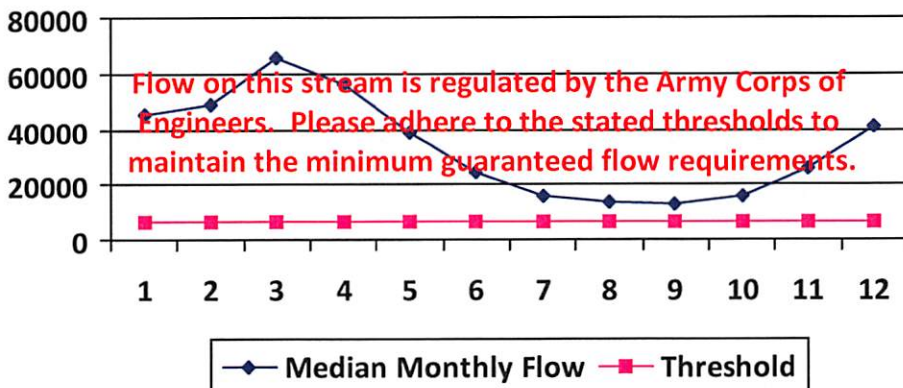 80000
60000
40000
20000
0
Flow on this stream is regulated by the Army Corps of
Engineers. Please adhere to the stated thresholds to
maintain the minimum guaranteed flow requirements.
1 2 3 4 5 6 7 8 9 10 11 12
Median Monthly Flow Threshold